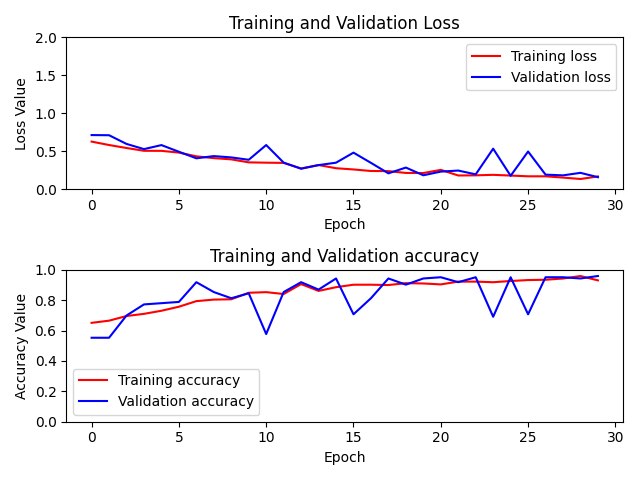 Training and Validation Loss
2.0
1.5
1.0
0.5
0.0
Loss Value
Training loss
Validation loss
0 5 10 15 20 25 30
Epoch
Training and Validation accuracy
1.0
0.8
0.6
0.4
0.2
0.0
Accuracy Value
Training accuracy
Validation accuracy
0 5 10 15 20 25 30
Epoch